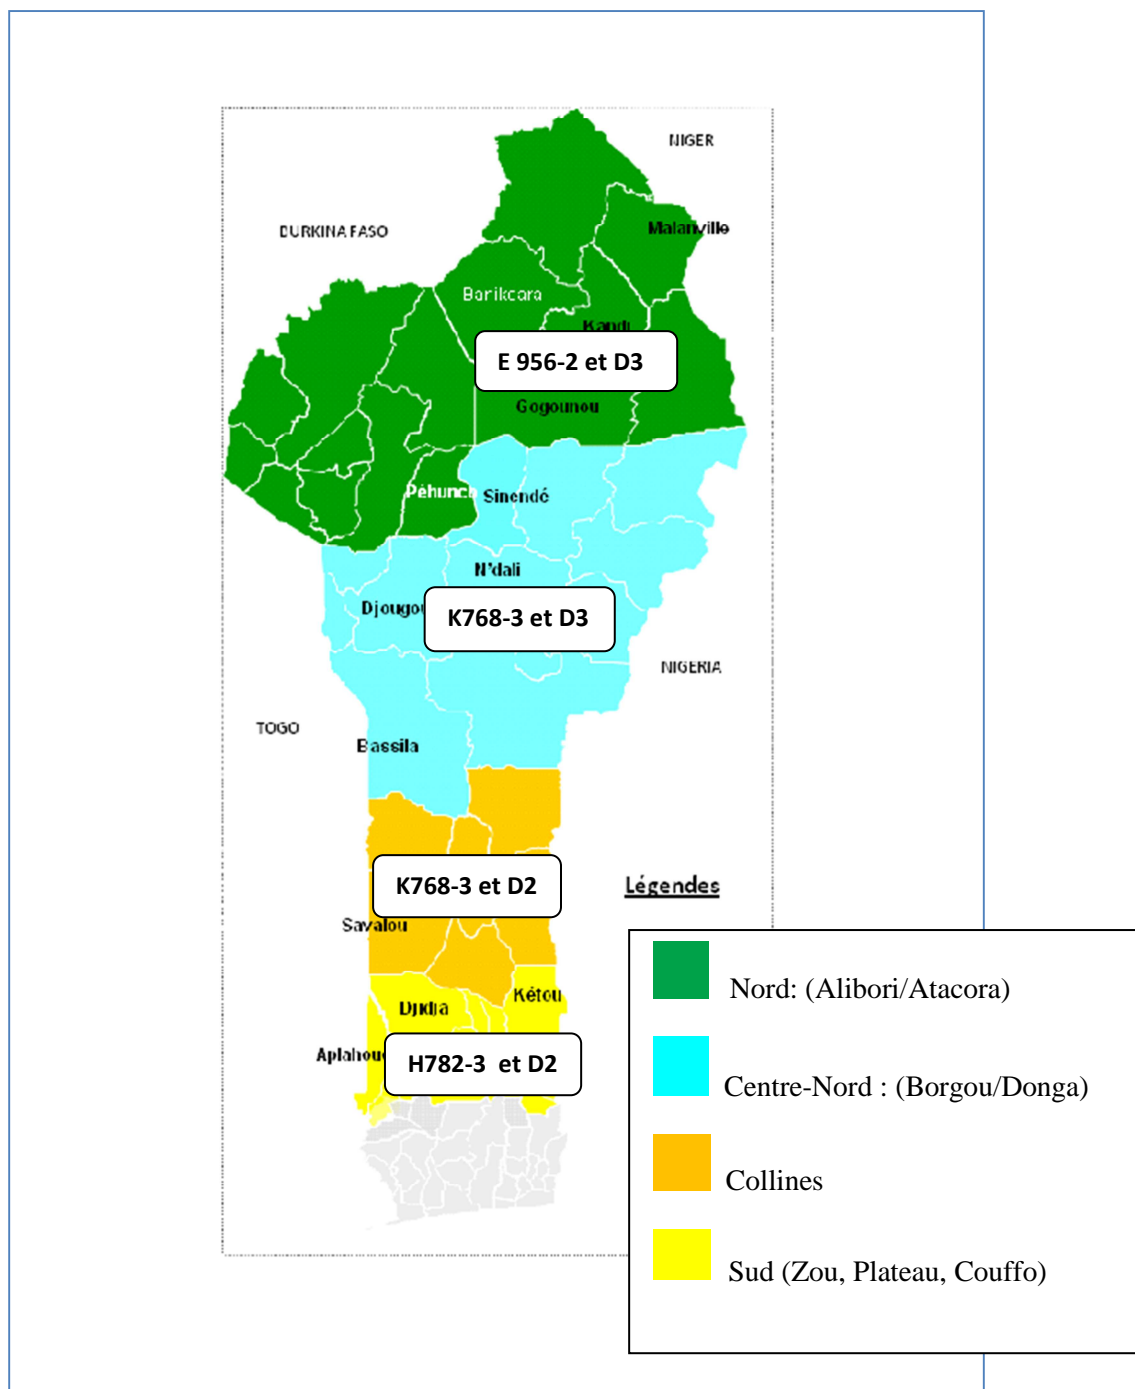 NIGER
BURKINA FASO
Malanville
Banikoara
Kandi
E 956-2 et D3
Gogounou
Péhunco
Sinendé
N'dali
Djougou
K768-3 et D3
NIGERIA
TOGO
Bassila
K768-3 et D2
Légendes
Savalou
Nord: (Alibori/Atacora)
Kétou
Djidja
Aplahoué
H782-3 et D2
Centre-Nord : (Borgou/Donga)
Collines
Sud (Zou, Plateau, Couffo)